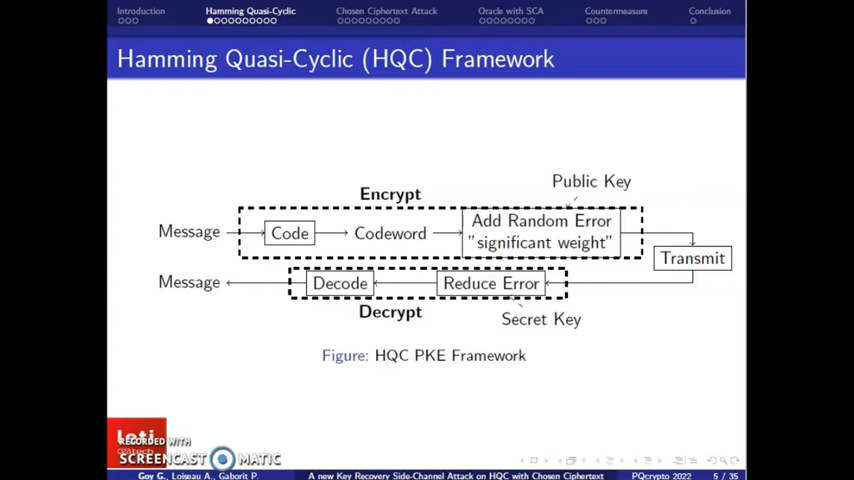 Introduction Hamming Quasi-Cyclic Chosen Ciphertext Attack Oracle with SCA Countermeasure Conclusion
Hamming Quasi-Cyclic (HQC) Framework
Public Key
Encrypt
Message Code Codeword Add Random Error
"significant weight"
Transmit
Message Decode Reduce Error
Decrypt
Secret Key
Figure: HQC PKE Framework
leti
RECORDED WITH
SCREENCAST MATIC
Goy G., Loiseau A., Gaborit P. A new Key Recovery Side-Channel Attack on HQC with Chosen Ciphertext PQcrypto 2022 5 / 35